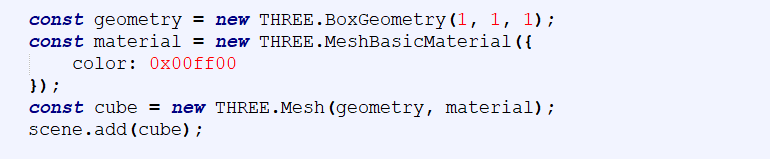 const geometry = new THREE.BoxGeometry(1, 1, 1);
const material = new THREE.MeshBasicMaterial({
    color: 0x00ff00
});
const cube = new THREE.Mesh(geometry, material);
scene.add(cube);